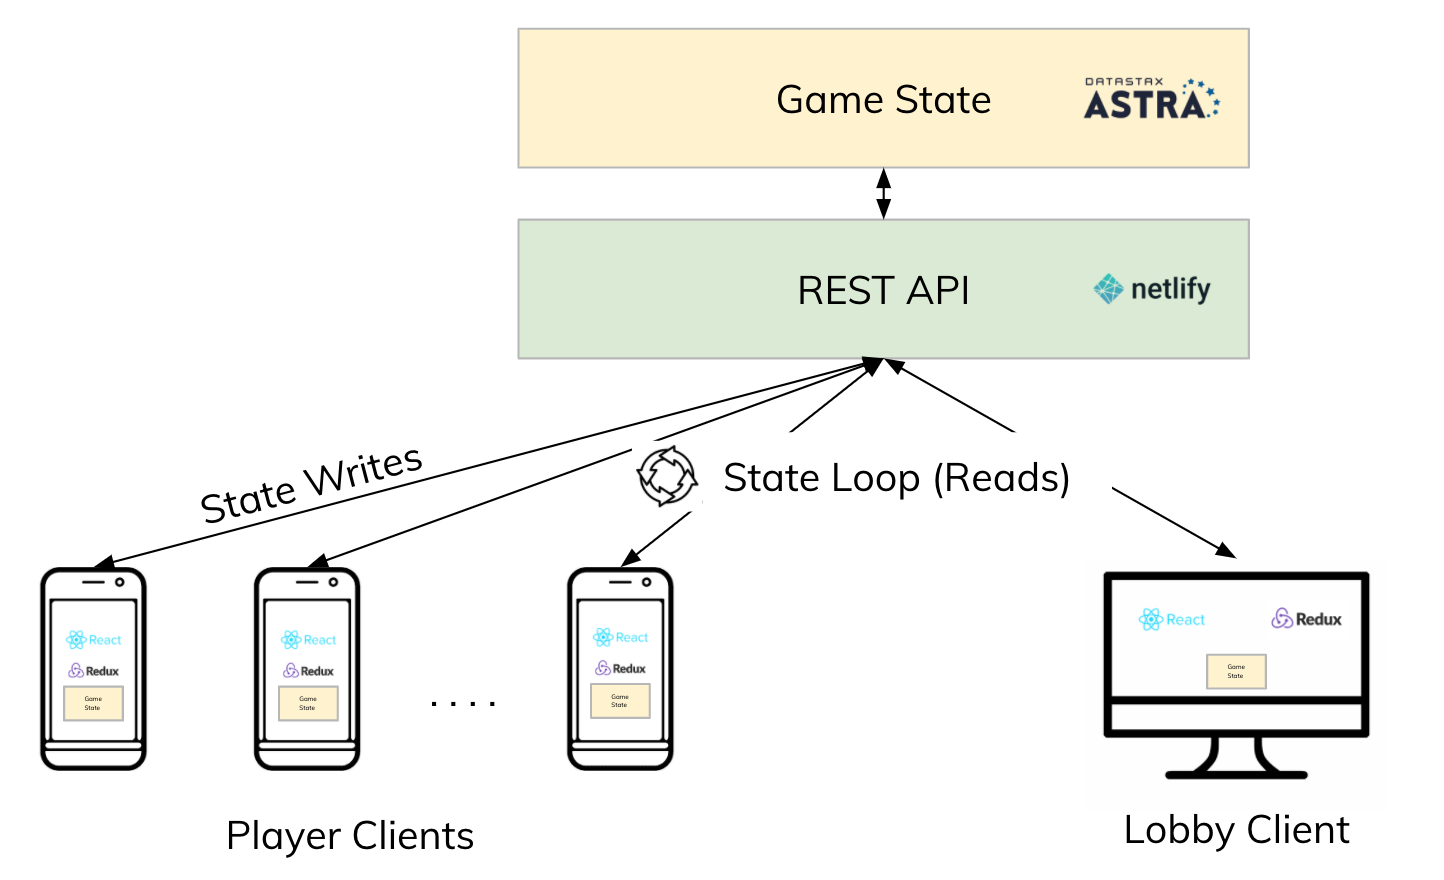 Game State
DATASTAX
ASTRA
REST API
netlify
State Writes
State Loop (Reads)
React
Redux
Game
State
React
Redux
Game
State
. . . .
React
Redux
Game
State
React
Redux
Game
State
Player Clients
Lobby Client